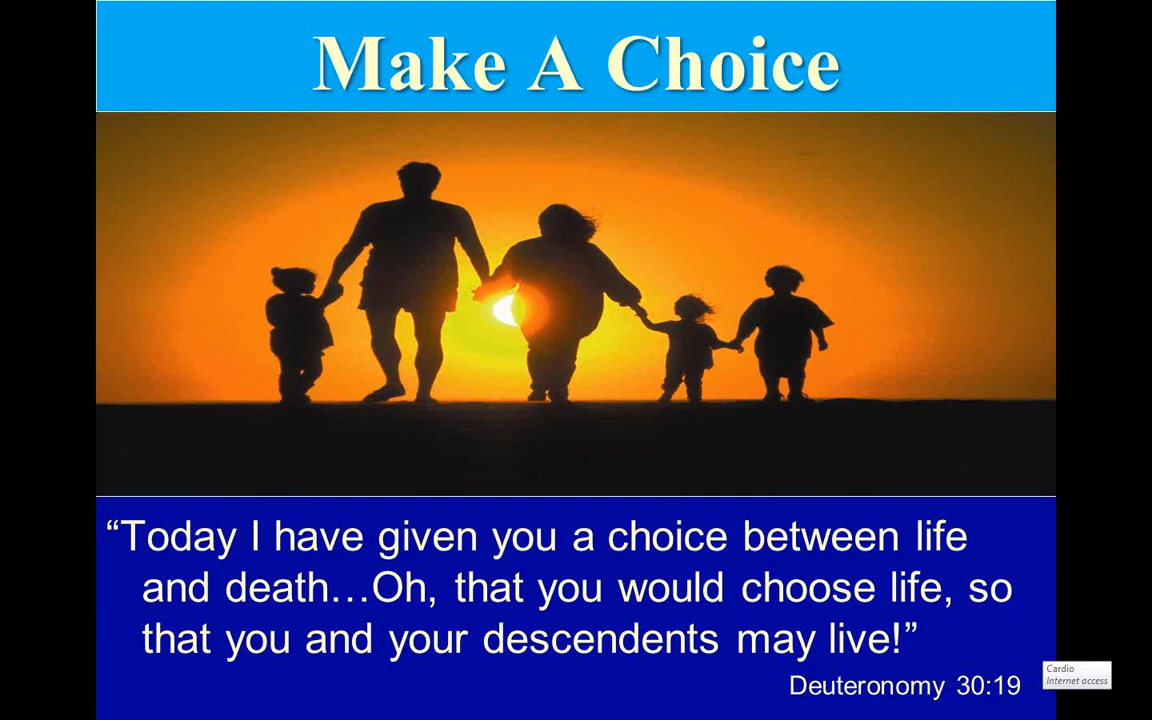 Make A Choice
“Today I have given you a choice between life
and death…Oh, that you would choose life, so
that you and your descendents may live!”
Deuteronomy 30:19
Cardio
Internet access